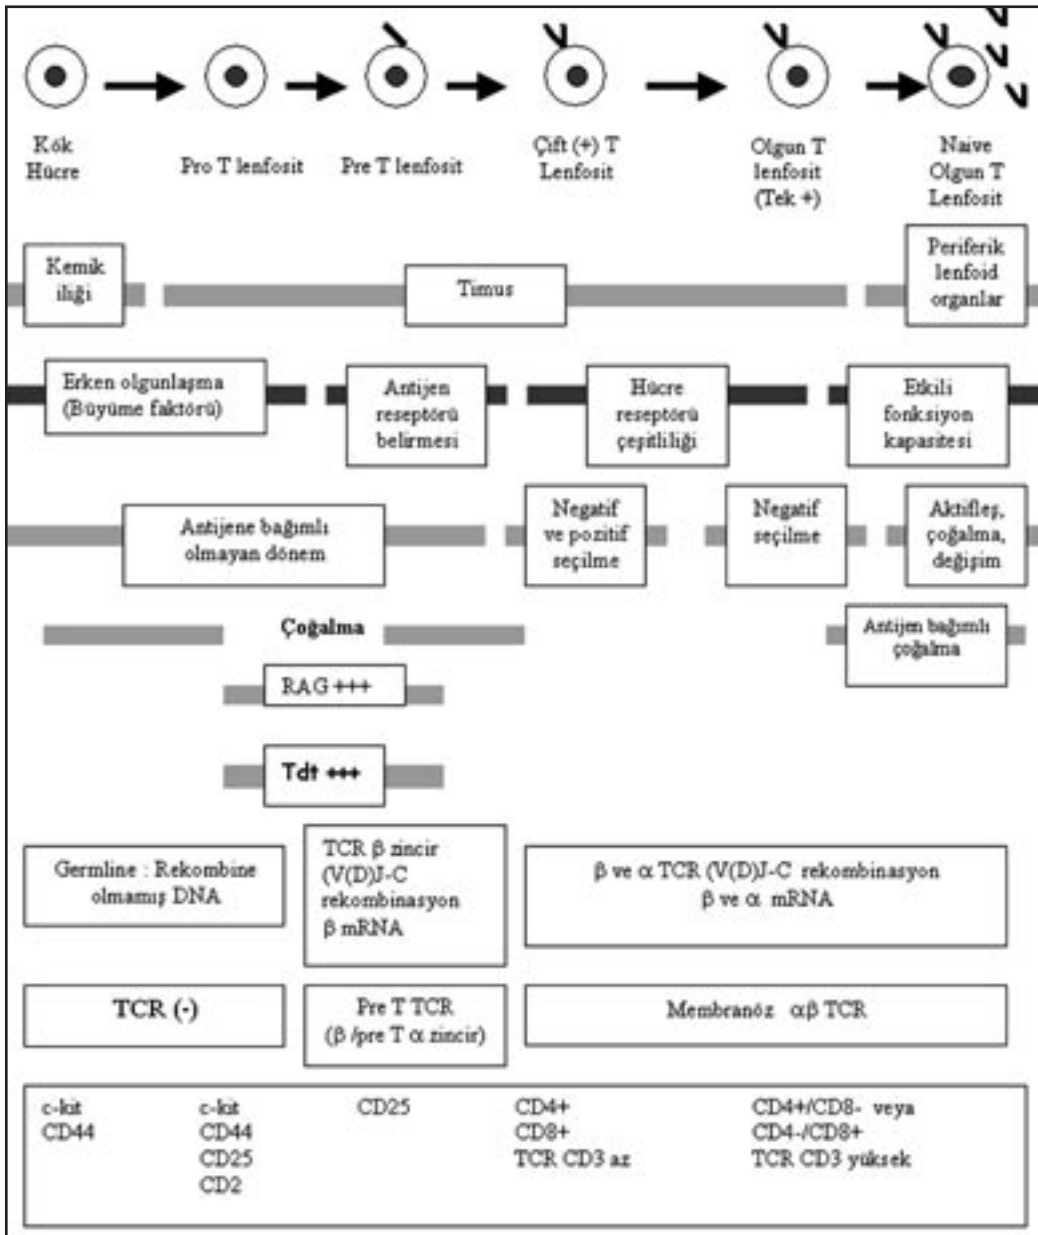 Kök
Hücre
Pro T lenfosit
Pre T lenfosit
Çift (+) T
Lenfosit
Olgun T
lenfosit
(Tek +)
Naive
Olgun T
Lenfosit
Kemik
iliği
Timus
Periferik
lenfoid
organlar
Erken olgunlaşma
(Büyüme faktörü)
Antijen
reseptörü
belirmesi
Hücre
reseptörü
çeşitliliği
Etkili
fonksiyon
kapasitesi
Antijene bağımlı
olmayan dönem
Negatif
ve pozitif
seçilme
Negatif
seçilme
Aktifleş,
çoğalma,
değişim
Çoğalma
Antijen bağımlı
çoğalma
RAG +++
Tdt +++
Germline : Rekombine
olmamış DNA
TCR β zincir
(V(D)J-C
rekombinasyon
β mRNA
β ve α TCR (V(D)J-C rekombinasyon
β ve α mRNA
TCR (-)
Pre T TCR
(β /pre T α zincir)
Membranöz αβ TCR
c-kit
CD44
c-kit
CD44
CD25
CD2
CD25
CD4+
CD8+
TCR CD3 az
CD4+/CD8- veya
CD4-/CD8+
TCR CD3 yüksek